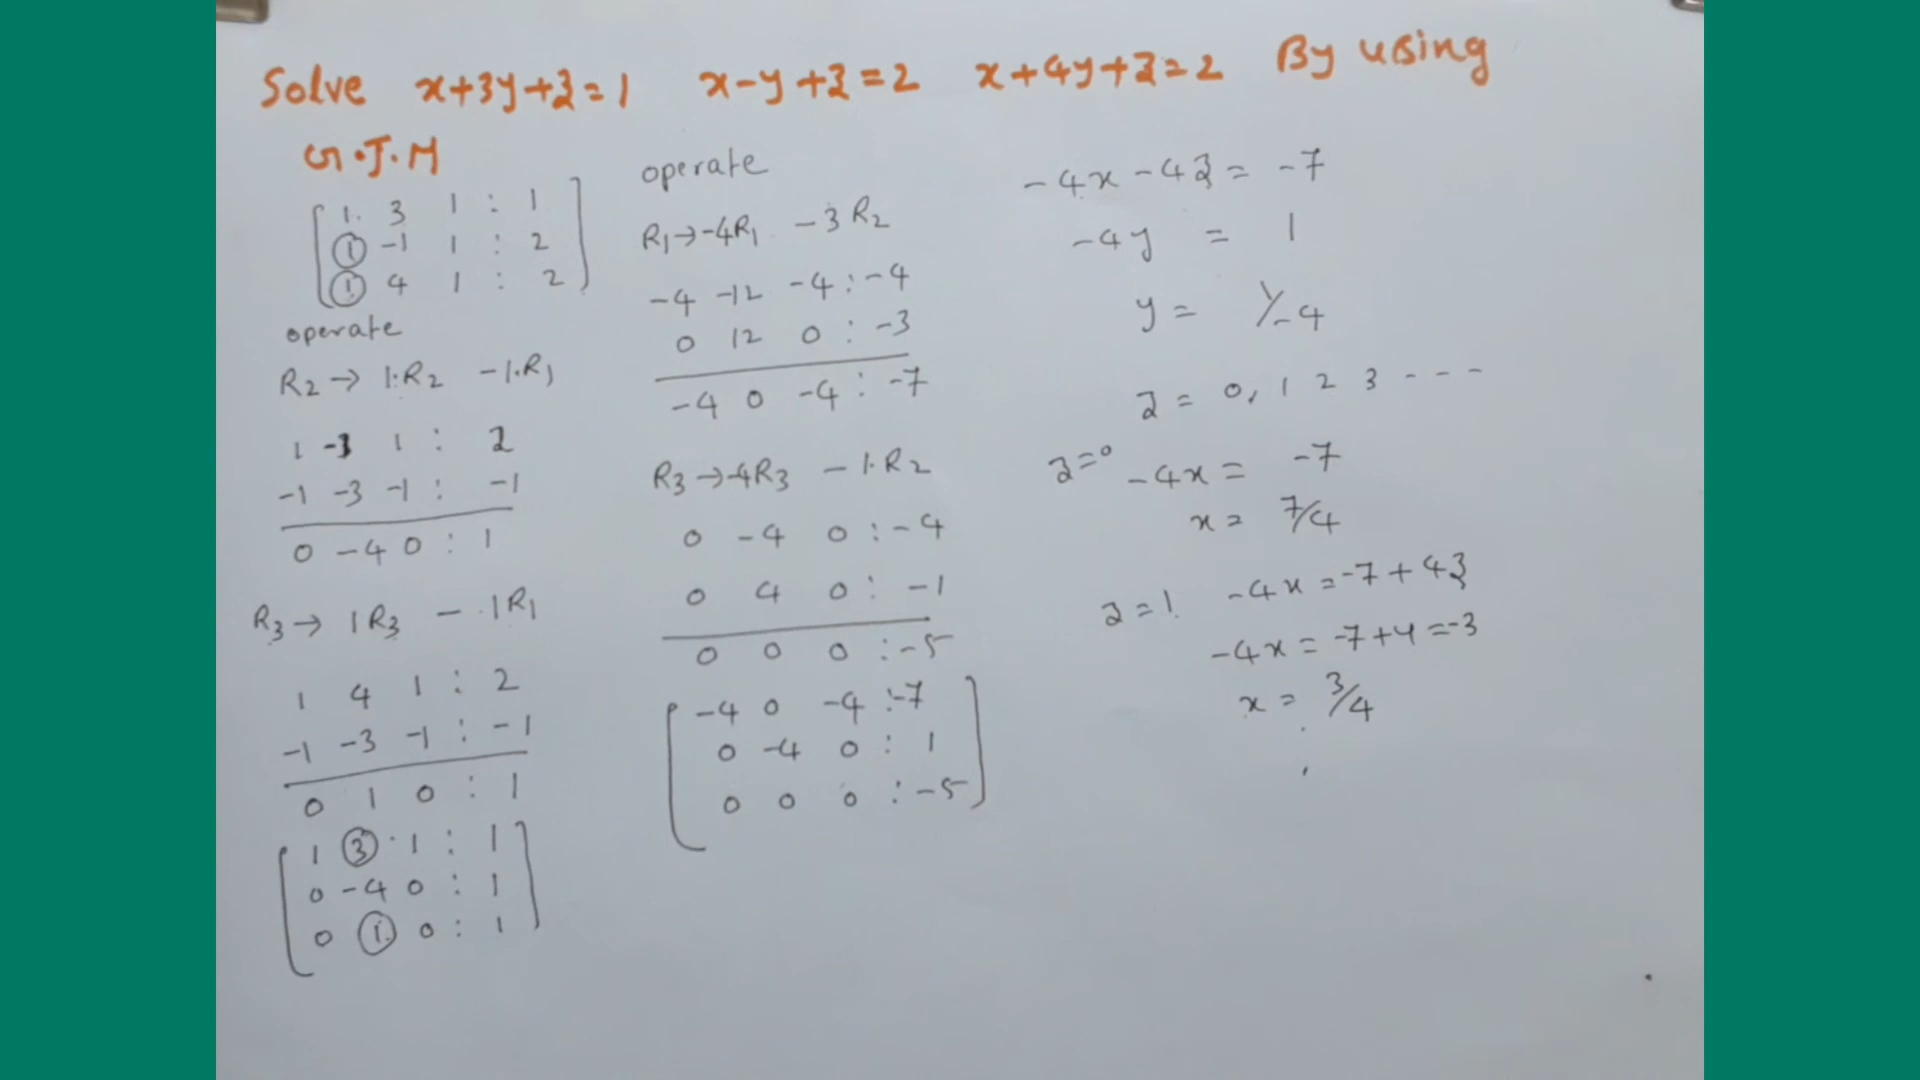 Solve x+3y+z=1 x-y+z=2 x+4y+z=2 By using
G.J.M
1. 3 1 : 1
1 -1 1 : 2
1. 4 1 : 2
operate
R2 → 1.R2 -1.R1
1 -1 1 : 2
-1 -3 -1 : -1
0 -4 0 : 1
R3 → 1R3 - .1R1
1 4 1 : 2
-1 -3 -1 : -1
0 1 0 : 1
1 3 . 1 : 1
0 -4 0 : 1
0 1. 0 : 1
operate
R1 → -4R1 - 3R2
-4 -12 -4 : -4
0 12 0 : -3
-4 0 -4 : -7
R3 → -4R3 - 1.R2
0 -4 0 : -4
0 4 0 : -1
0 0 0 : -5
-4 0 -4 : -7
0 -4 0 : 1
0 0 0 : -5
-4x - 4z = -7
-4y = 1
y = 1/-4
z = 0, 1 2 3 - - -
z=0 -4x = -7
x = 7/4
z=1. -4x = -7+4z
-4x = -7+4 = -3
x = 3/4